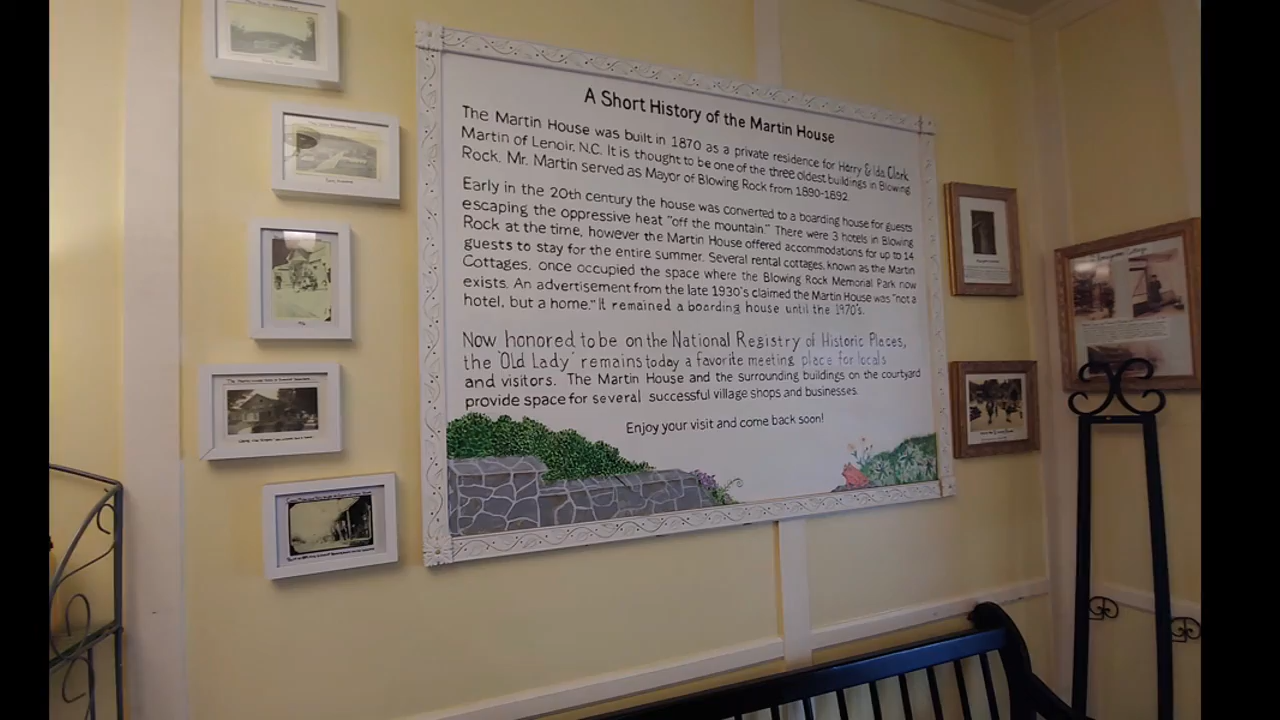 A Short History of the Martin House
The Martin House was built in 1870 as a private residence for Harry & Ida Clark
Martin of Lenoir, N.C. It is thought to be one of the three oldest buildings in Blowing
Rock. Mr. Martin served as Mayor of Blowing Rock from 1890-1892.
Early in the 20th century the house was converted to a boarding house for guests
escaping the oppressive heat "off the mountain." There were 3 hotels in Blowing
Rock at the time, however the Martin House offered accommodations for up to 14
guests to stay for the entire summer. Several rental cottages, known as the Martin
Cottages, once occupied the space where the Blowing Rock Memorial Park now
exists. An advertisement from the late 1930's claimed the Martin House was "not a
hotel, but a home." It remained a boarding house until the 1970's.
Now honored to be on the National Registry of Historic Places,
the 'Old Lady' remains today a favorite meeting place for locals
and visitors. The Martin House and the surrounding buildings on the courtyard
provide space for several successful village shops and businesses.
Enjoy your visit and come back soon!